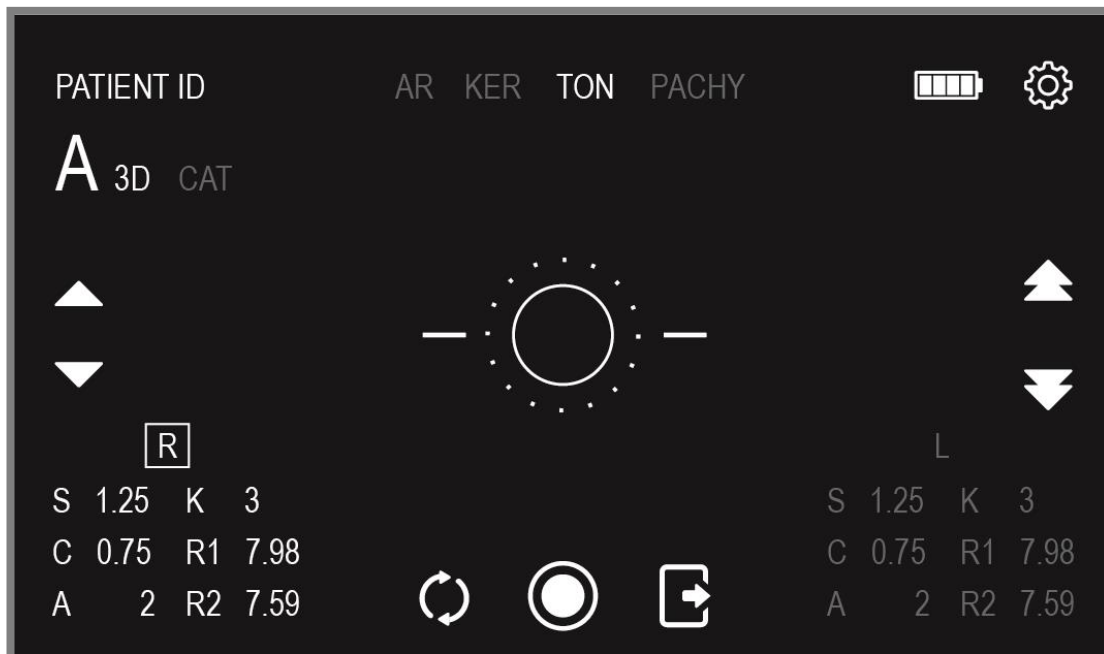 PATIENT ID AR KER TON PACHY
A 3D CAT
R L
S 1.25 K 3 S 1.25 K 3
C 0.75 R1 7.98 C 0.75 R1 7.98
A 2 R2 7.59 A 2 R2 7.59